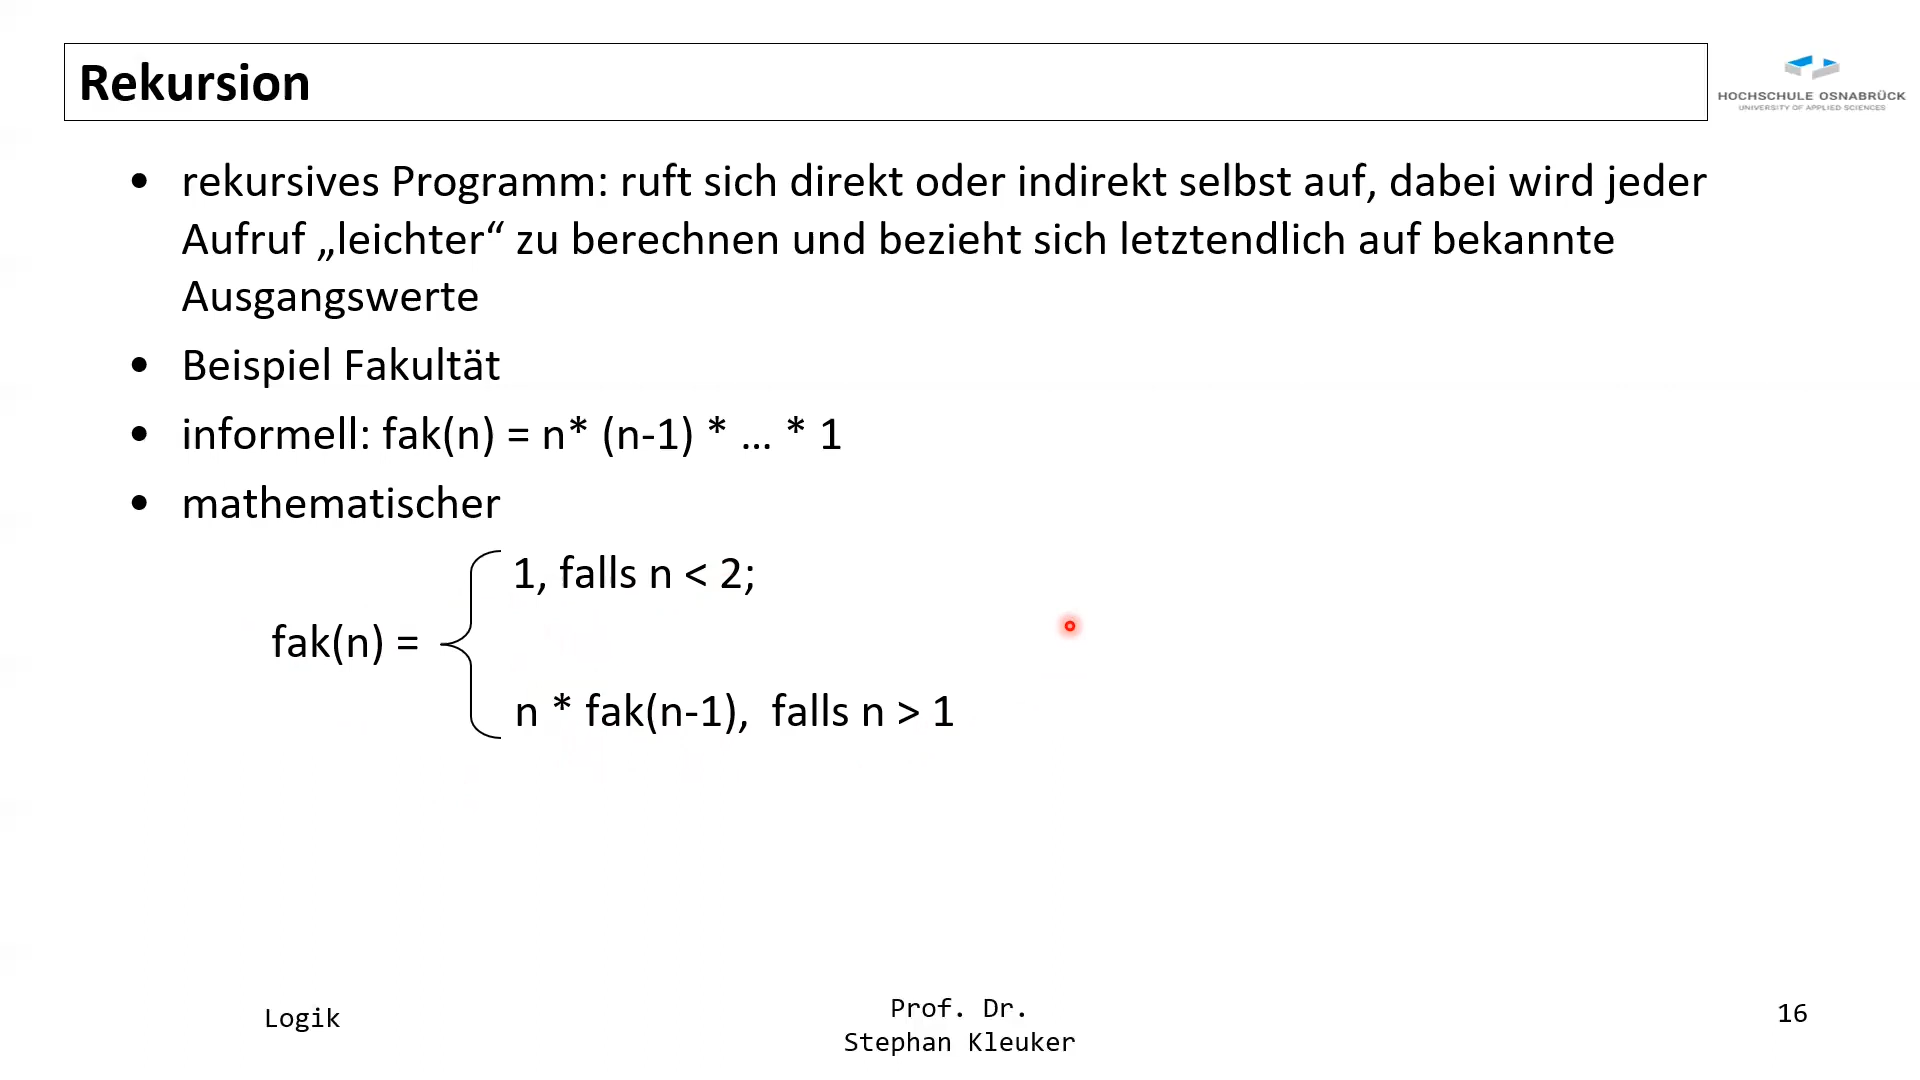 Rekursion
HOCHSCHULE OSNABRÜCK
UNIVERSITY OF APPLIED SCIENCES
• rekursives Programm: ruft sich direkt oder indirekt selbst auf, dabei wird jeder
Aufruf „leichter“ zu berechnen und bezieht sich letztendlich auf bekannte
Ausgangswerte
• Beispiel Fakultät
• informell: fak(n) = n* (n-1) * … * 1
• mathematischer
1, falls n < 2;
fak(n) =
n * fak(n-1), falls n > 1
Logik
Prof. Dr.
Stephan Kleuker
16